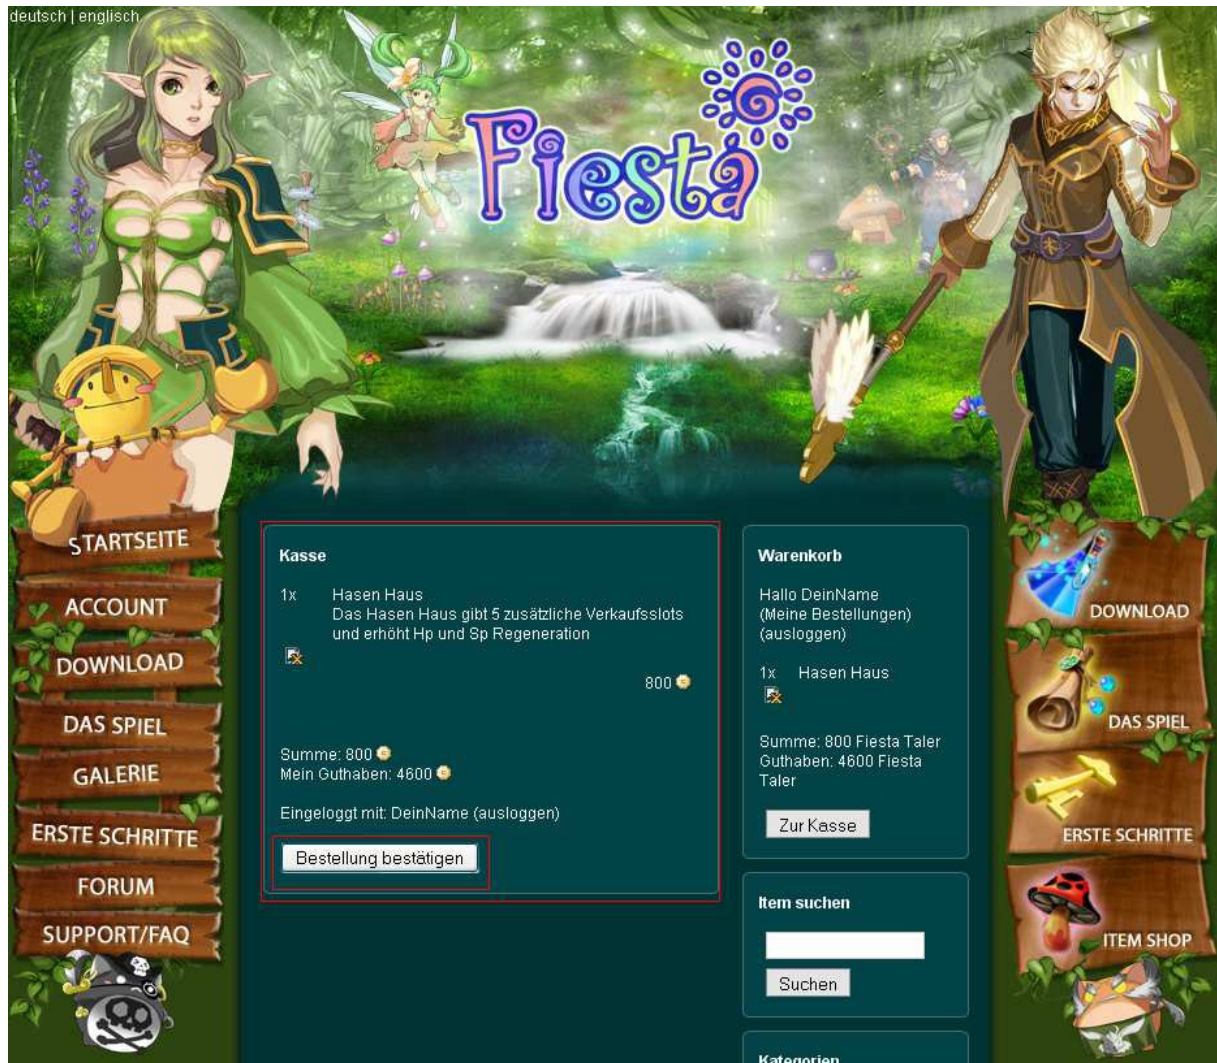 deutsch | englisch
Fiesta
STARTSEITE
ACCOUNT
DOWNLOAD
DAS SPIEL
GALERIE
ERSTE SCHRITTE
FORUM
SUPPORT/FAQ
Kasse
1x Hasen Haus
Das Hasen Haus gibt 5 zusätzliche Verkaufsslots
und erhöht Hp und Sp Regeneration
800
Summe: 800
Mein Guthaben: 4600
Eingeloggt mit: DeinName (ausloggen)
Bestellung bestätigen
Warenkorb
Hallo DeinName
(Meine Bestellungen)
(ausloggen)
1x Hasen Haus
Summe: 800 Fiesta Taler
Guthaben: 4600 Fiesta
Taler
Zur Kasse
Item suchen
Suchen
Kategorien
DOWNLOAD
DAS SPIEL
ERSTE SCHRITTE
ITEM SHOP